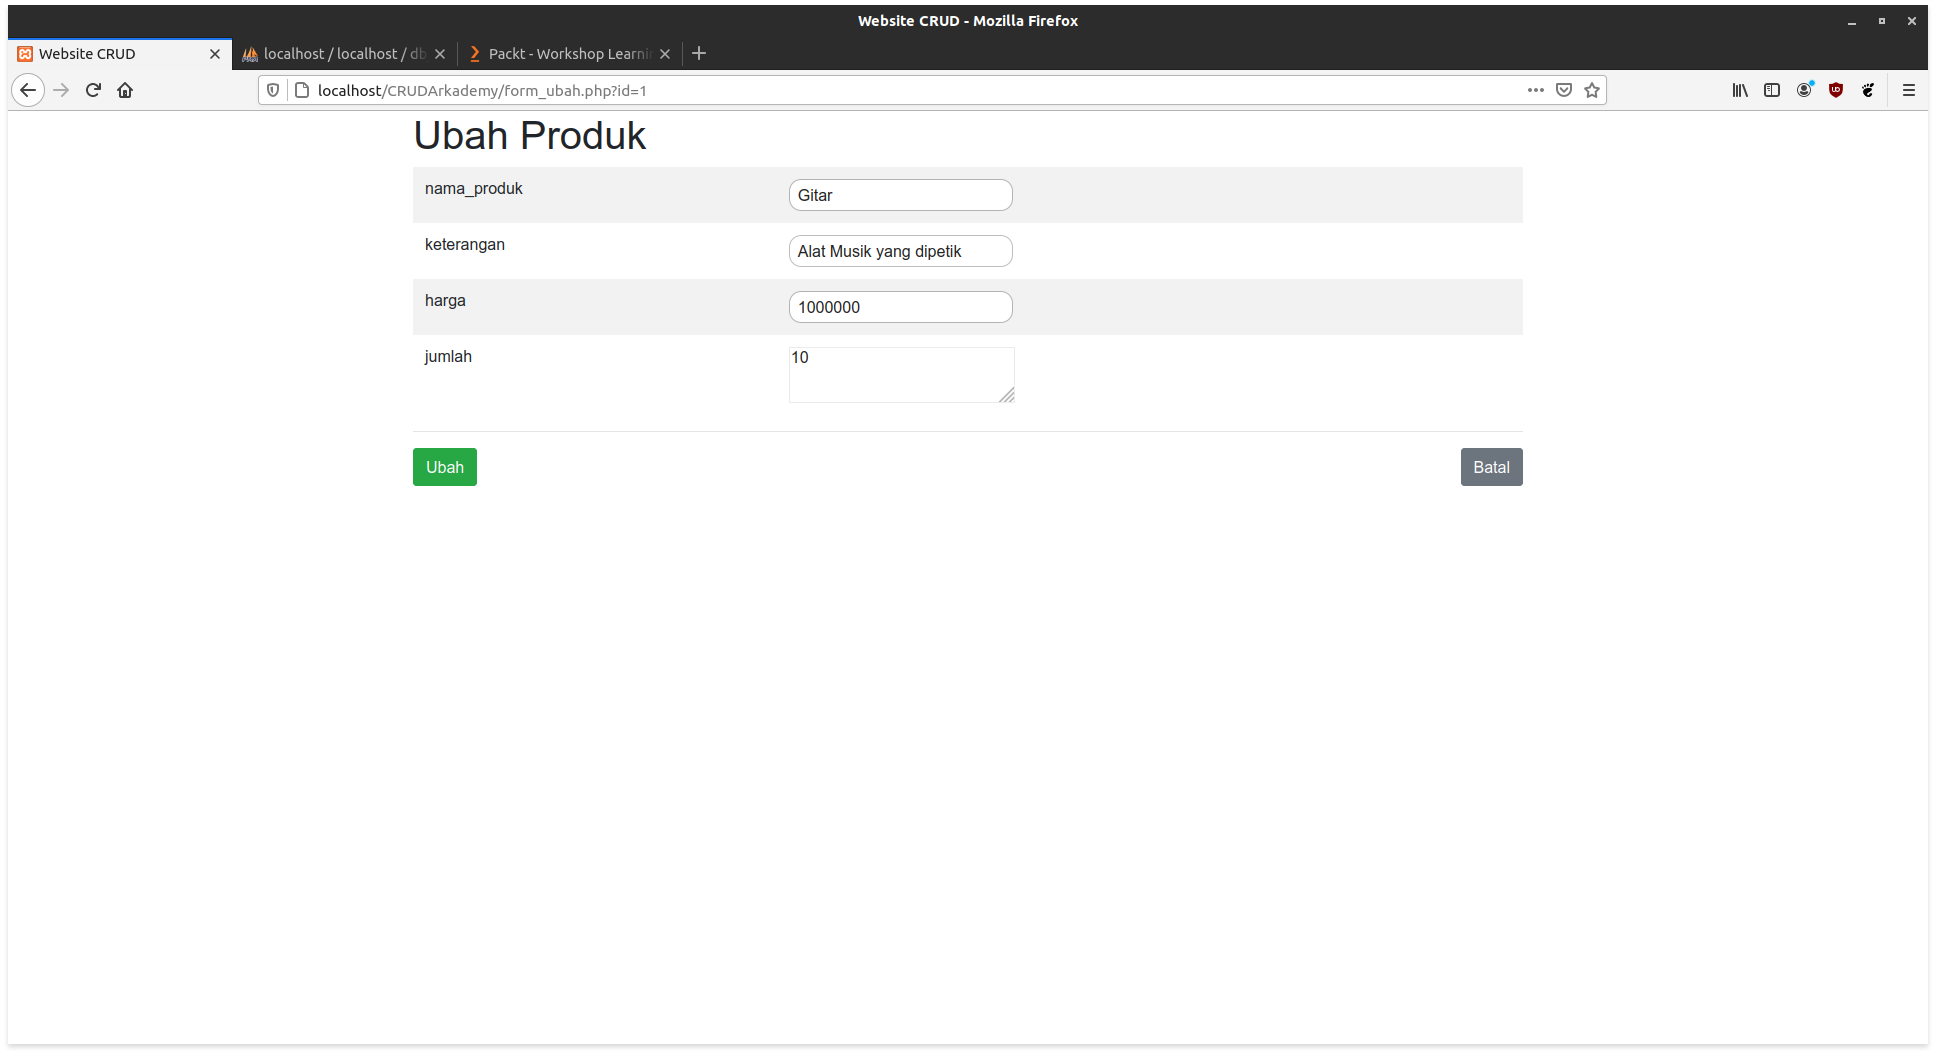 Website CRUD - Mozilla Firefox
Website CRUD
localhost / localhost / db
Packt - Workshop Learnin
localhost/CRUDArkademy/form_ubah.php?id=1
Ubah Produk
nama_produk
Gitar
keterangan
Alat Musik yang dipetik
harga
1000000
jumlah
10
Ubah
Batal